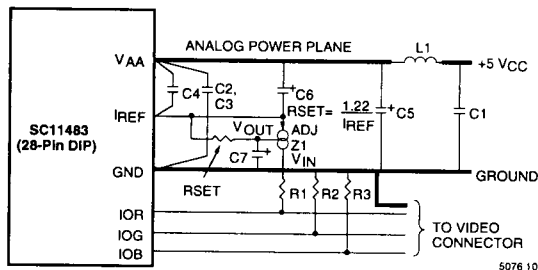 ANALOG POWER PLANE
L1
VAA
+5 VCC
C4
C2,
C3
+
C6
+
C5
C1
IREF
RSET= 1.22
IREF
SC11483
(28-Pin DIP)
VOUT
ADJ
Z1
C7
+
VIN
GND
GROUND
RSET
R1
R2
R3
IOR
IOG
IOB
TO VIDEO
CONNECTOR
5076 10